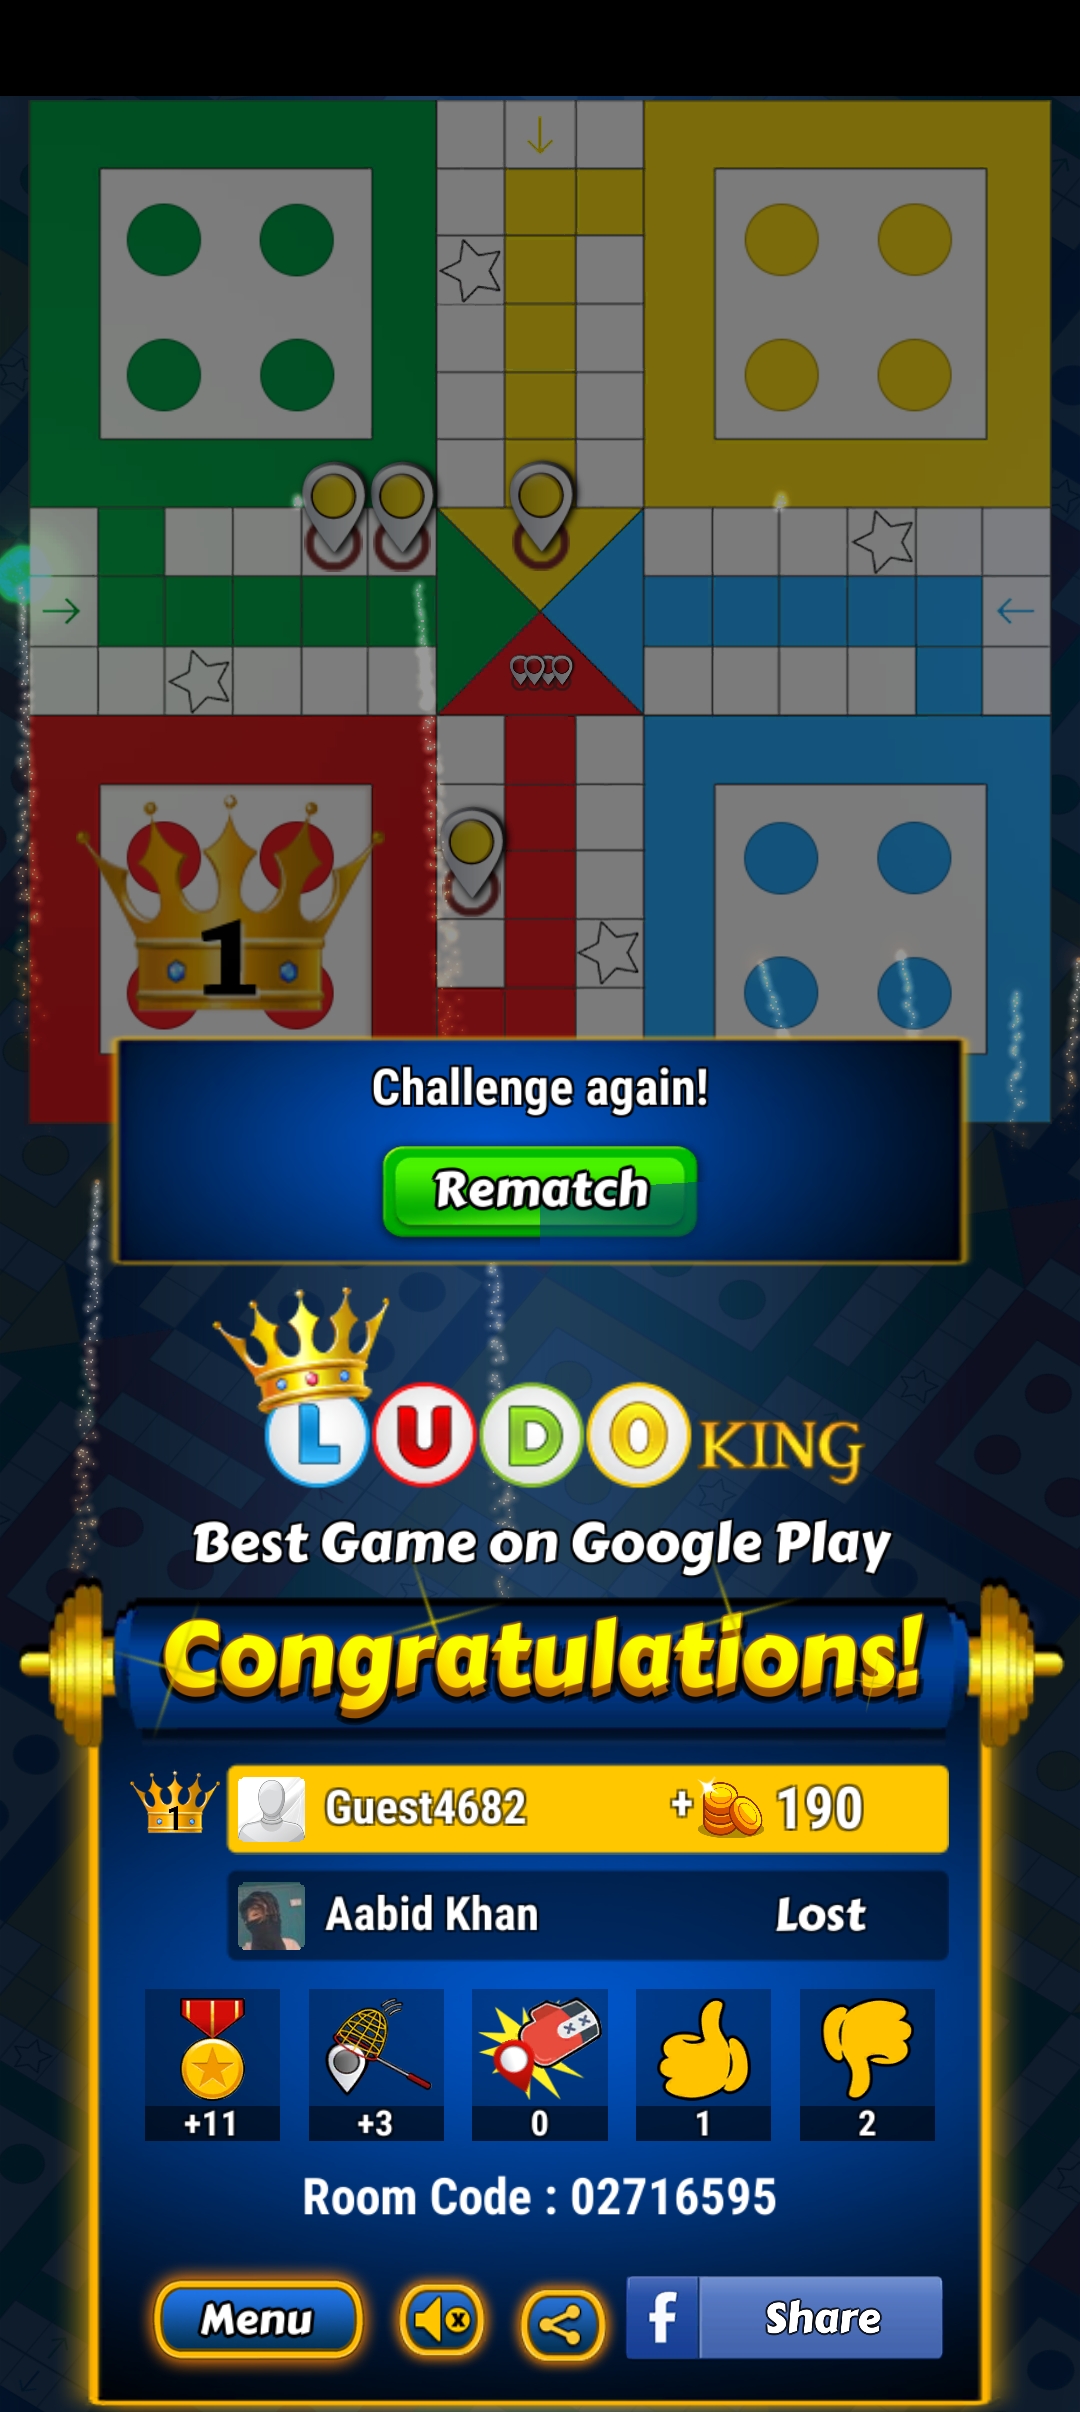 1
Challenge again!
Rematch
LUDO KING
Best Game on Google Play
Congratulations!
1 Guest4682 + 190
Aabid Khan Lost
+11 +3 0 1 2
Room Code : 02716595
Menu x f Share